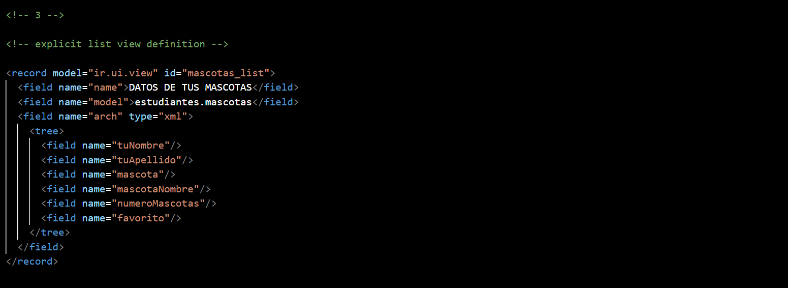 <!-- 3 -->
<!-- explicit list view definition -->
<record model="ir.ui.view" id="mascotas_list">
<field name="name">DATOS DE TUS MASCOTAS</field>
<field name="model">estudiantes.mascotas</field>
<field name="arch" type="xml">
<tree>
<field name="tuNombre"/>
<field name="tuApellido"/>
<field name="mascota"/>
<field name="mascotaNombre"/>
<field name="numeroMascotas"/>
<field name="favorito"/>
</tree>
</field>
</record>